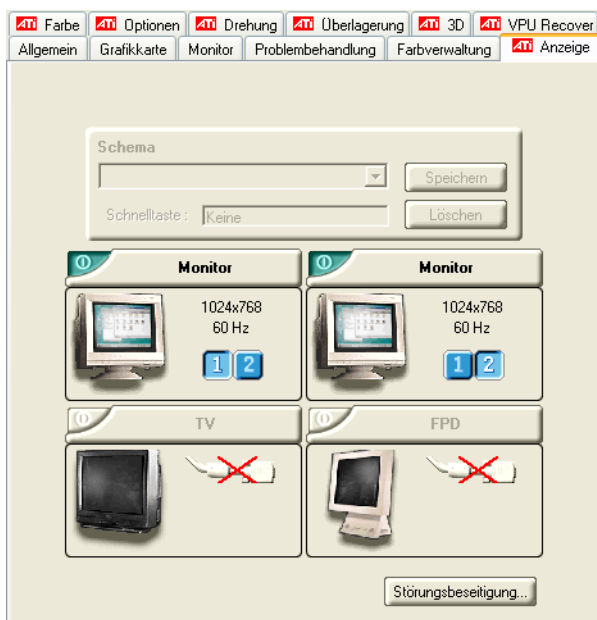 ATI Farbe ATI Optionen ATI Drehung ATI Überlagerung ATI 3D ATI VPU Recover
Allgemein Grafikkarte Monitor Problembehandlung Farbverwaltung ATI Anzeige
Schema
Speichern
Schnelltaste : Keine Löschen
Monitor Monitor
1024x768 1024x768
60 Hz 60 Hz
1 2 1 2
TV FPD
Störungsbeseitigung...